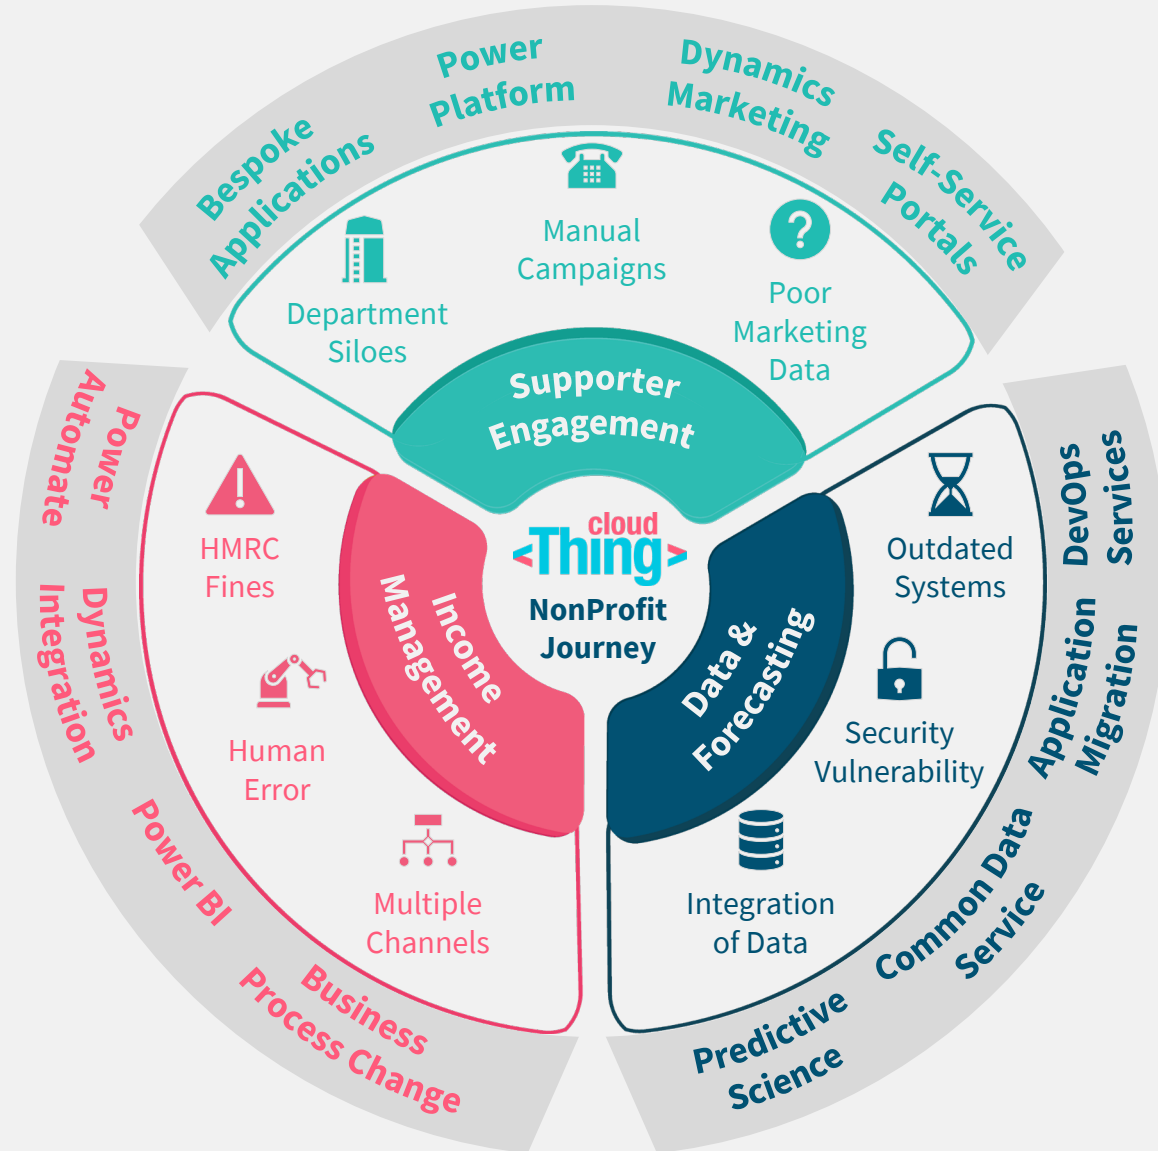 Bespoke
Applications
Power
Platform
Dynamics
Marketing
Self-Service
Portals
Department
Siloes
Manual
Campaigns
?
Poor
Marketing
Data
Supporter
Engagement
cloud
<Thing>
NonProfit
Journey
Income
Management
HMRC
Fines
Human
Error
Multiple
Channels
Power
Automate
Dynamics
Integration
Power BI
Business
Process Change
Data &
Forecasting
Outdated
Systems
Security
Vulnerability
Integration
of Data
DevOps
Services
Application
Migration
Common Data
Service
Predictive
Science